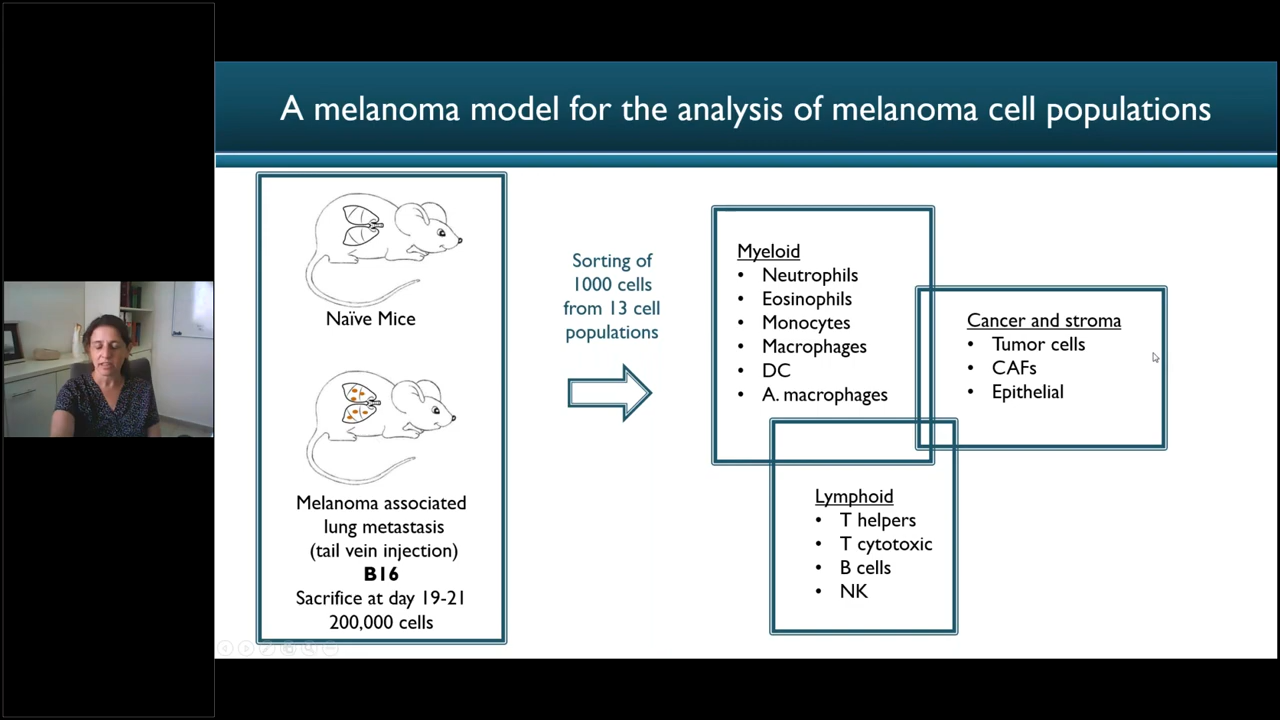 A melanoma model for the analysis of melanoma cell populations
Naïve Mice
Melanoma associated
lung metastasis
(tail vein injection)
B16
Sacrifice at day 19-21
200,000 cells
Sorting of
1000 cells
from 13 cell
populations
Myeloid
• Neutrophils
• Eosinophils
• Monocytes
• Macrophages
• DC
• A. macrophages
Cancer and stroma
• Tumor cells
• CAFs
• Epithelial
Lymphoid
• T helpers
• T cytotoxic
• B cells
• NK